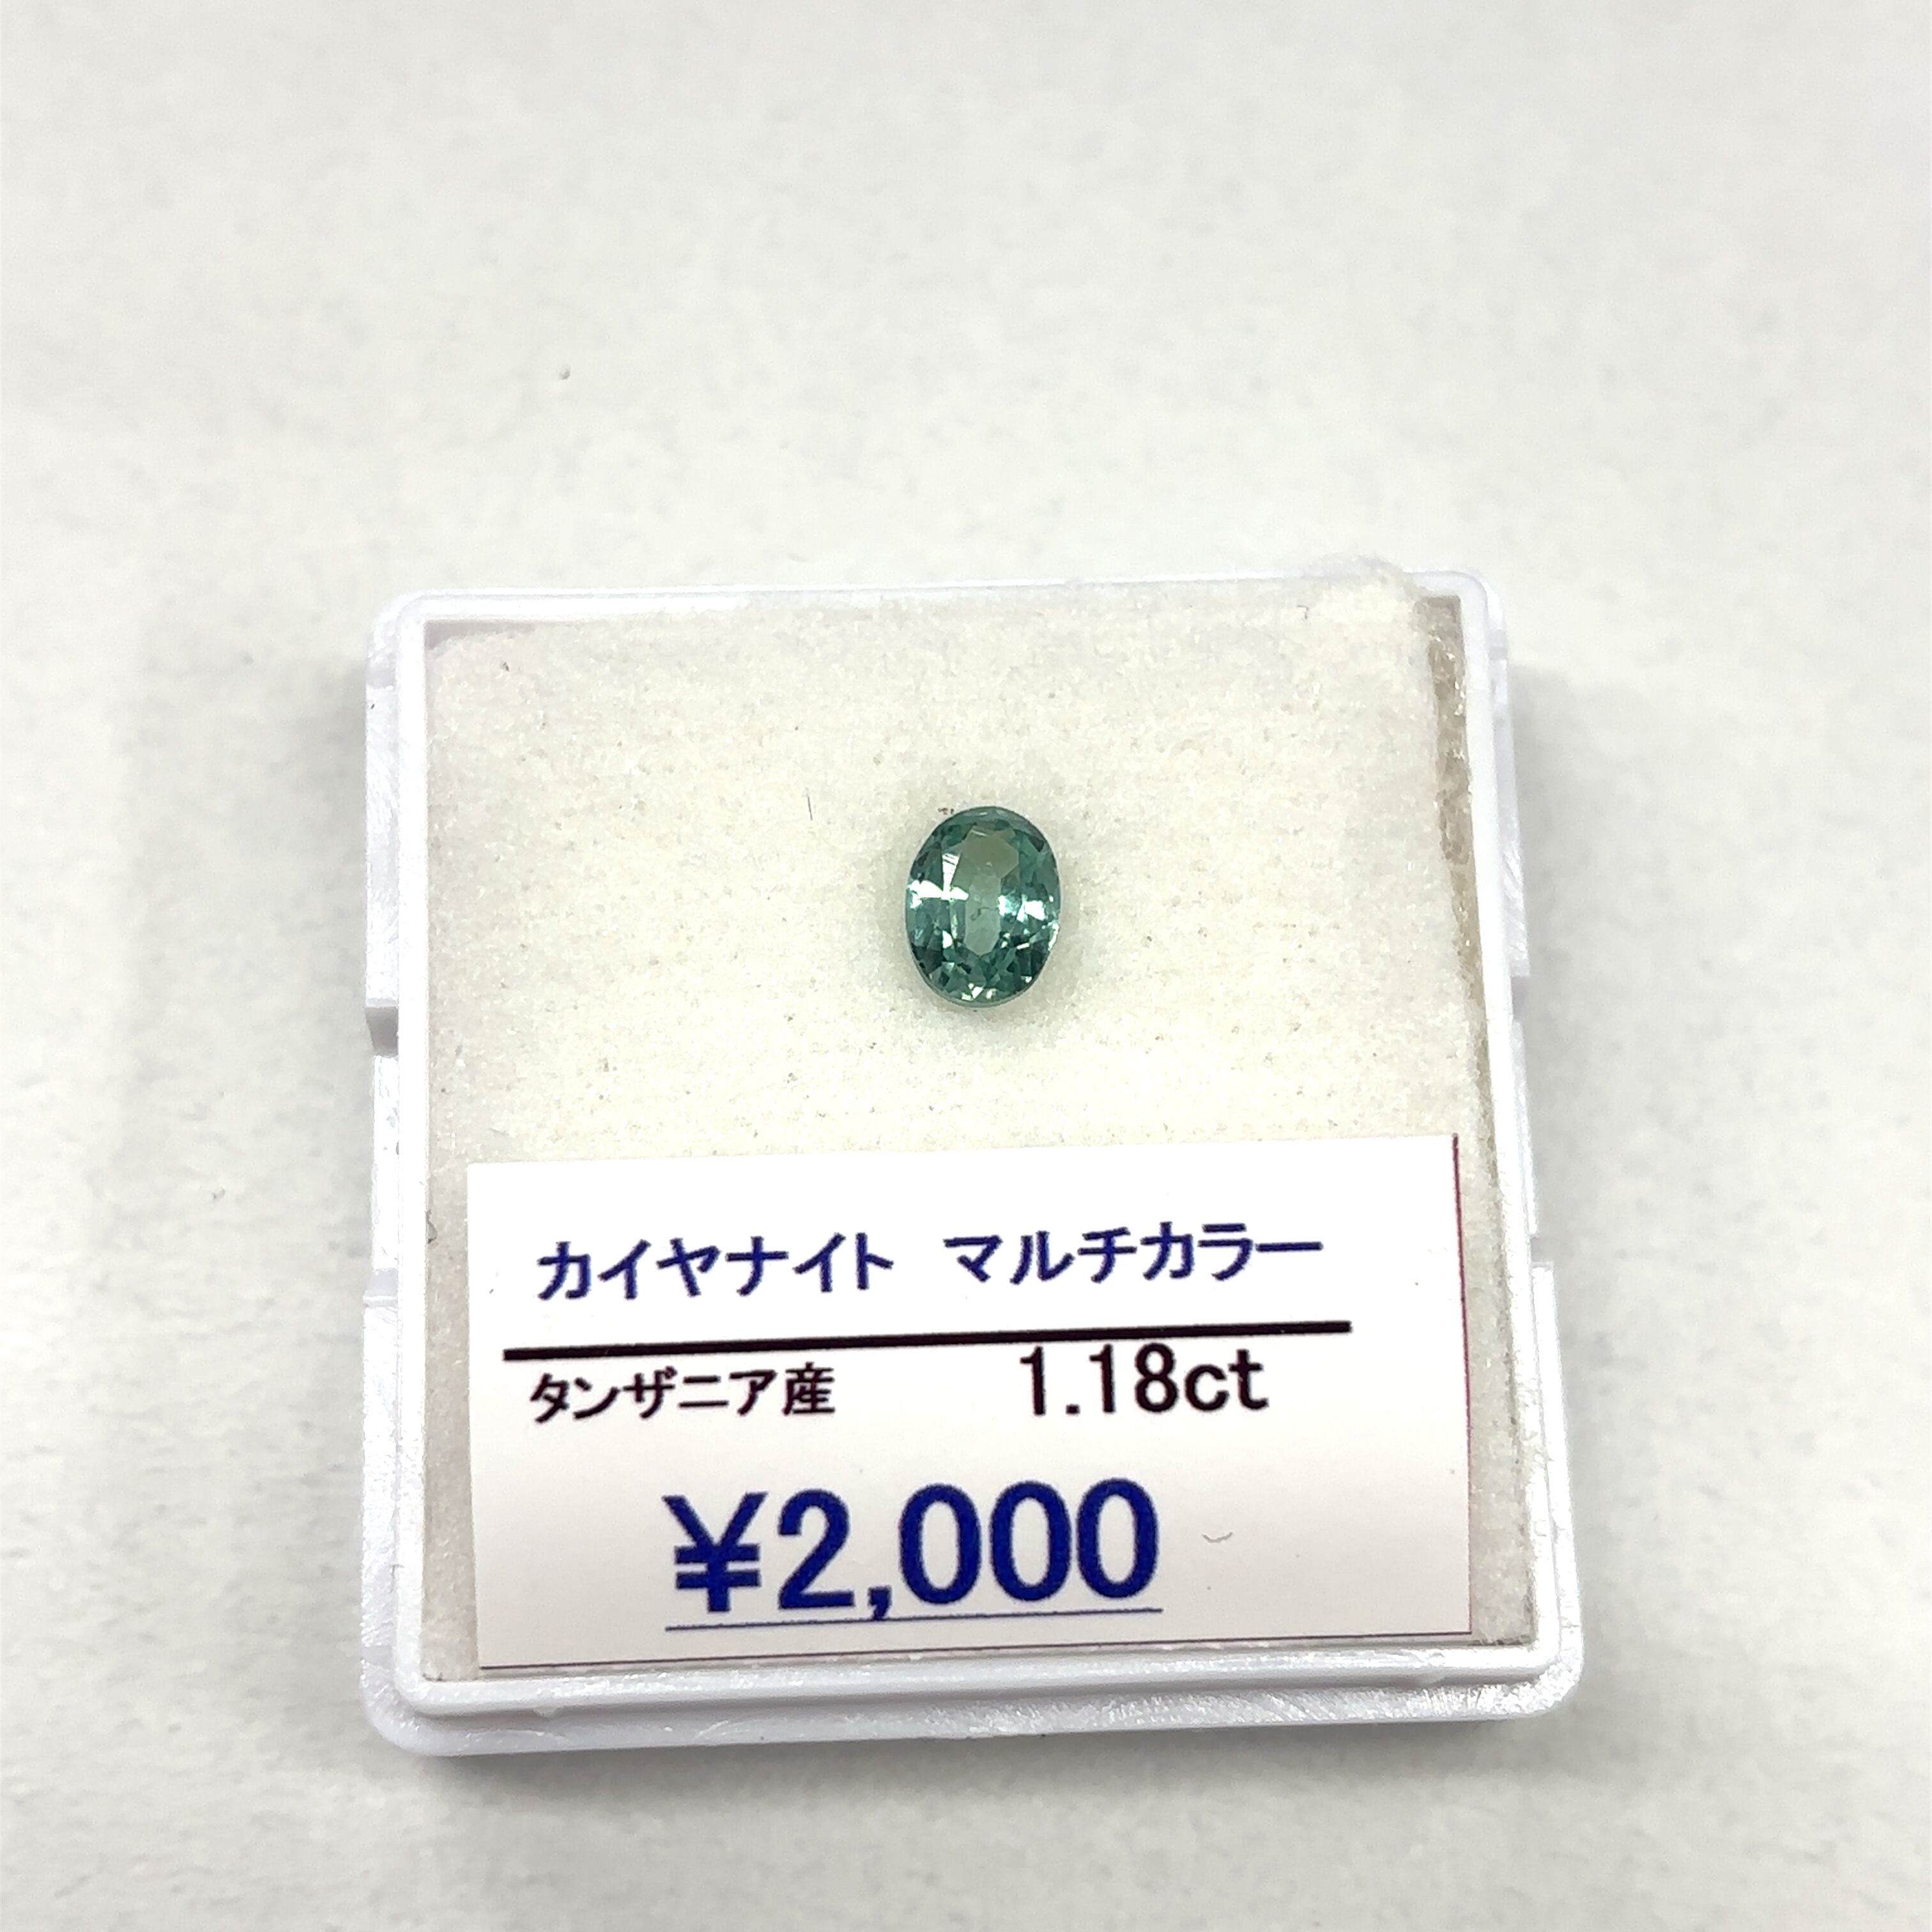 カイヤナイト マルチカラー
タンザニア産 1.18ct
¥2,000